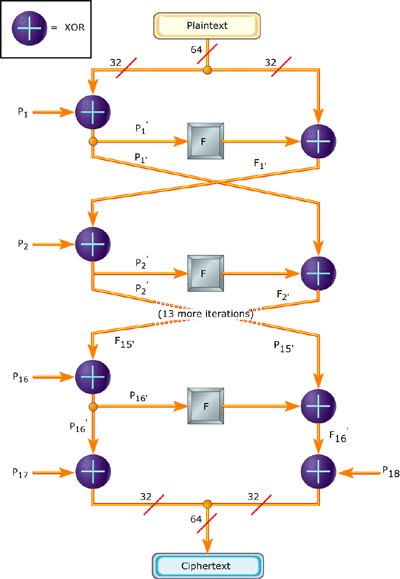 = XOR
Plaintext
64
32 32
P1
P1'
F
P1'
F1'
P2
P2'
F
P2'
F2'
(13 more iterations)
F15'
P15'
P16
P16'
F
P16'
F16'
P17
P18
32 32
64
Ciphertext